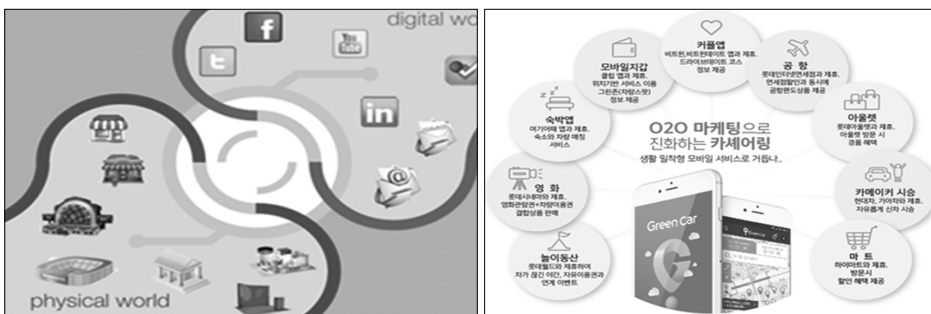 digital wo
f
t
You
Tube
in
@
physical world
커플앱
비트윈,비트윈데이트 앱과 제휴,
드라이브데이트 코스
정보 제공
모바일지갑
클립 앱과 제휴,
위치기반 서비스 이용
그린존(차량스팟)
정보 제공
공 항
롯데인터넷면세점과 제휴,
면세점할인과 동시에
공항편도상품 제공
숙박앱
여기어때 앱과 제휴,
숙소와 차량 매칭
서비스
아울렛
롯데아울렛과 제휴,
아울렛 방문 시
경품 혜택
O2O 마케팅으로
진화하는 카셰어링
생활 밀착형 모바일 서비스로 거듭나..
영 화
롯데시네마와 제휴,
영화관람권+차량이용권
결합상품 판매
카메이커 시승
현대차, 기아차와 제휴,
자유롭게 신차 시승
놀이동산
롯데월드와 제휴하여
차가 끊긴 야간, 자유이용권과
연계 이벤트
마 트
하이마트와 제휴,
방문시
할인 혜택 제공
Green Car
GreenCar